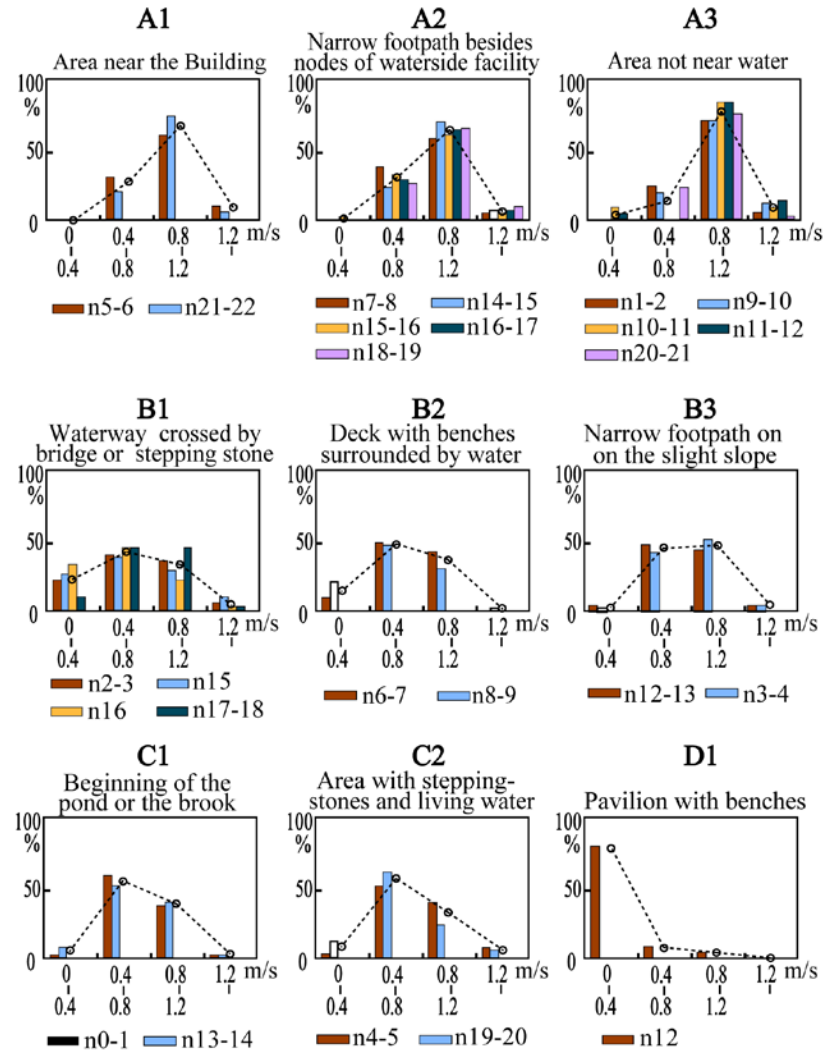 A1
Area near the Building
100
%
50
0
0 0.4 0.8 1.2 m/s
0.4 0.8 1.2
n5-6 n21-22
A2
Narrow footpath besides
nodes of waterside facility
100
%
50
0
0 0.4 0.8 1.2 m/s
0.4 0.8 1.2
n7-8 n14-15
n15-16 n16-17
n18-19
A3
Area not near water
100
%
50
0
0 0.4 0.8 1.2 m/s
0.4 0.8 1.2
n1-2 n9-10
n10-11 n11-12
n20-21
B1
Waterway crossed by
bridge or stepping stone
100
%
50
0
0 0.4 0.8 1.2 m/s
0.4 0.8 1.2
n2-3 n15
n16 n17-18
B2
Deck with benches
surrounded by water
100
%
50
0
0 0.4 0.8 1.2 m/s
0.4 0.8 1.2
n6-7 n8-9
B3
Narrow footpath on
on the slight slope
100
%
50
0
0 0.4 0.8 1.2 m/s
0.4 0.8 1.2
n12-13 n3-4
C1
Beginning of the
pond or the brook
100
%
50
0
0 0.4 0.8 1.2 m/s
0.4 0.8 1.2
n0-1 n13-14
C2
Area with stepping-
stones and living water
100
%
50
0
0 0.4 0.8 1.2 m/s
0.4 0.8 1.2
n4-5 n19-20
D1
Pavilion with benches
100
%
50
0
0 0.4 0.8 1.2 m/s
0.4 0.8 1.2
n12